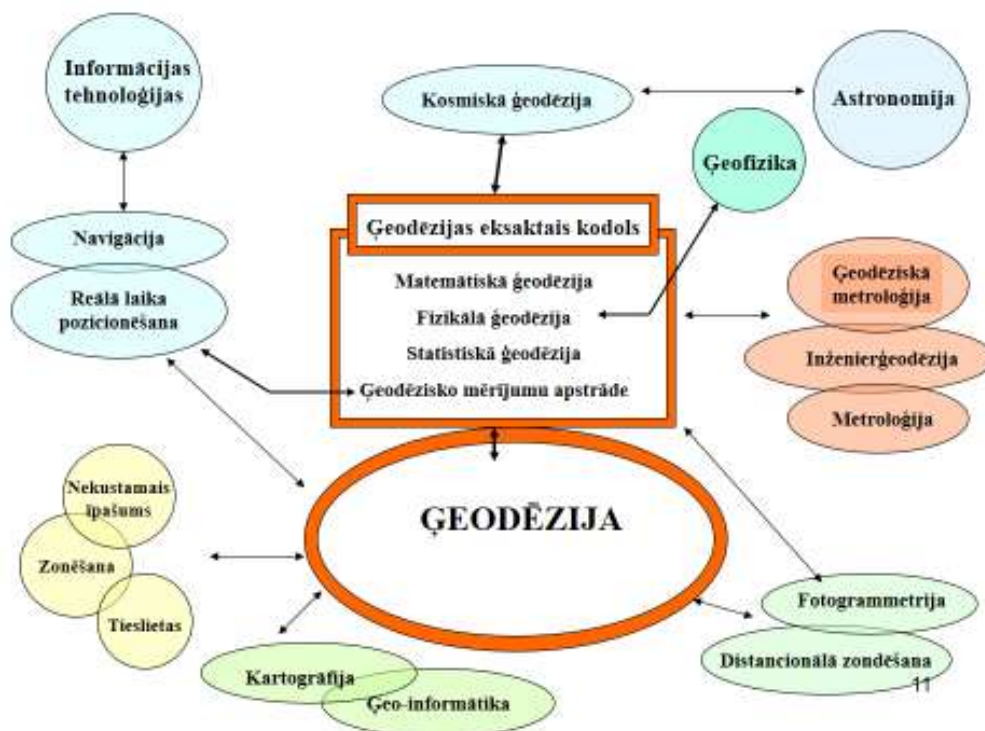 Informācijas
tehnoloģijas
Kosmiskā ģeodēzija
Astronomija
Ģeofizika
Navigācija
Reālā laika
pozicionēšana
Ģeodēzijas eksaktais kodols
Matemātiskā ģeodēzija
Fizikālā ģeodēzija
Statistiskā ģeodēzija
Ģeodēzisko mērījumu apstrāde
Ģeodēziskā
metroloģija
Inženierģeodēzija
Metroloģija
ĢEODĒZIJA
Nekustamais
īpašums
Zonēšana
Tieslietas
Kartogrāfija
Ģeo-informātika
Fotogrammetrija
Distancionālā zondēšana
11